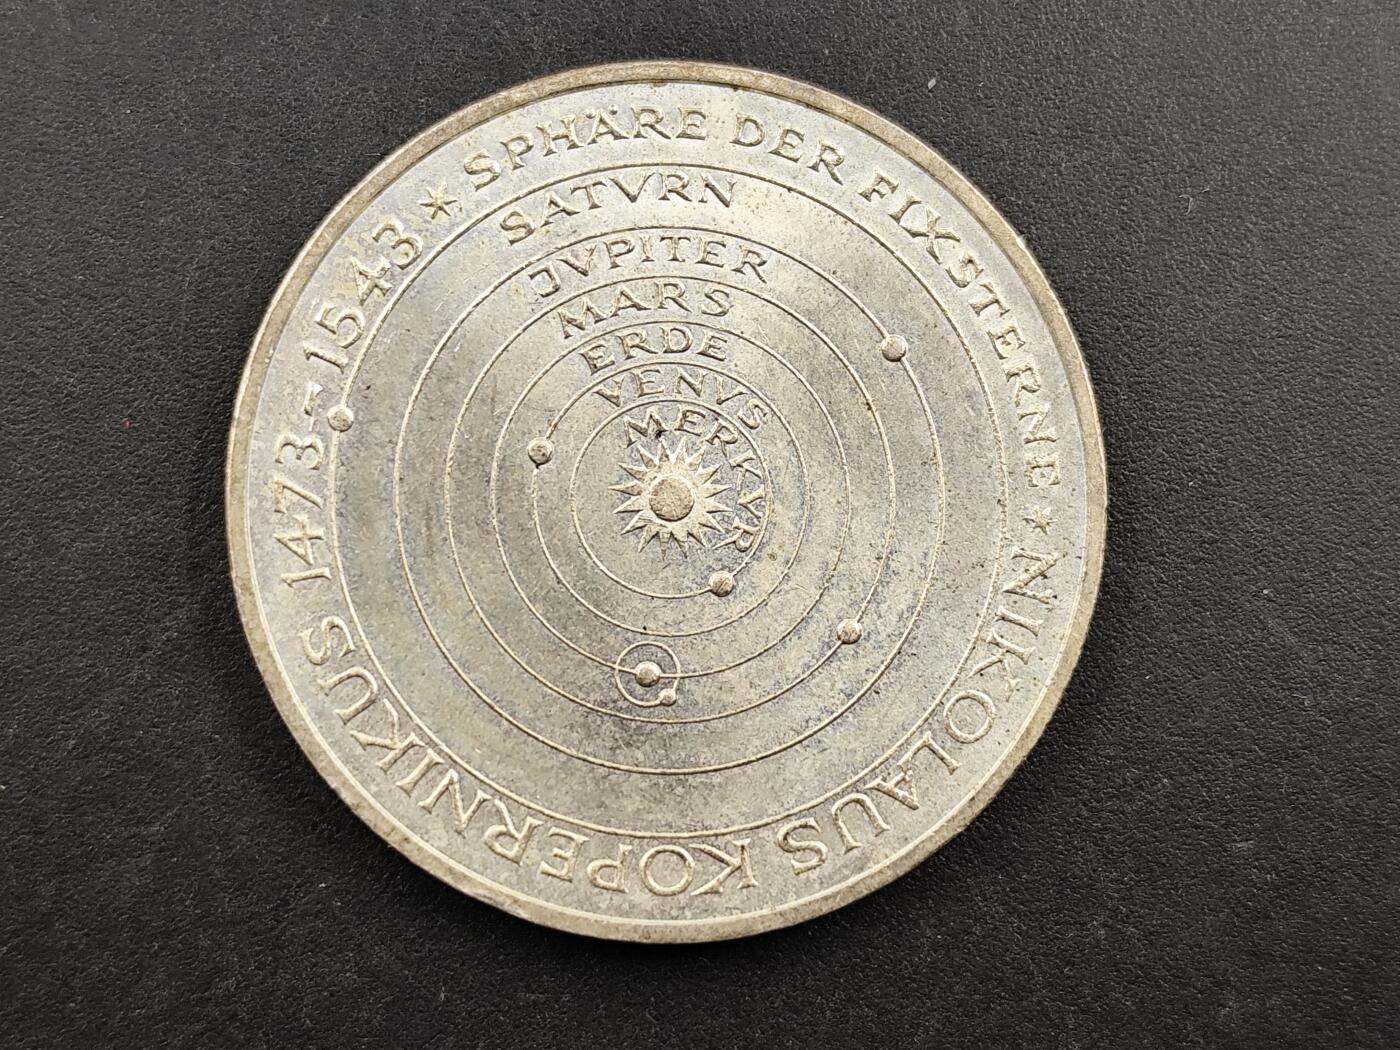 * SPHÄRE DER FIXSTERNE * NIKOLAUS KOPERNIKUS 1473-1543
SATVRN
JVPITER
MARS
ERDE
VENVS
MERKVR